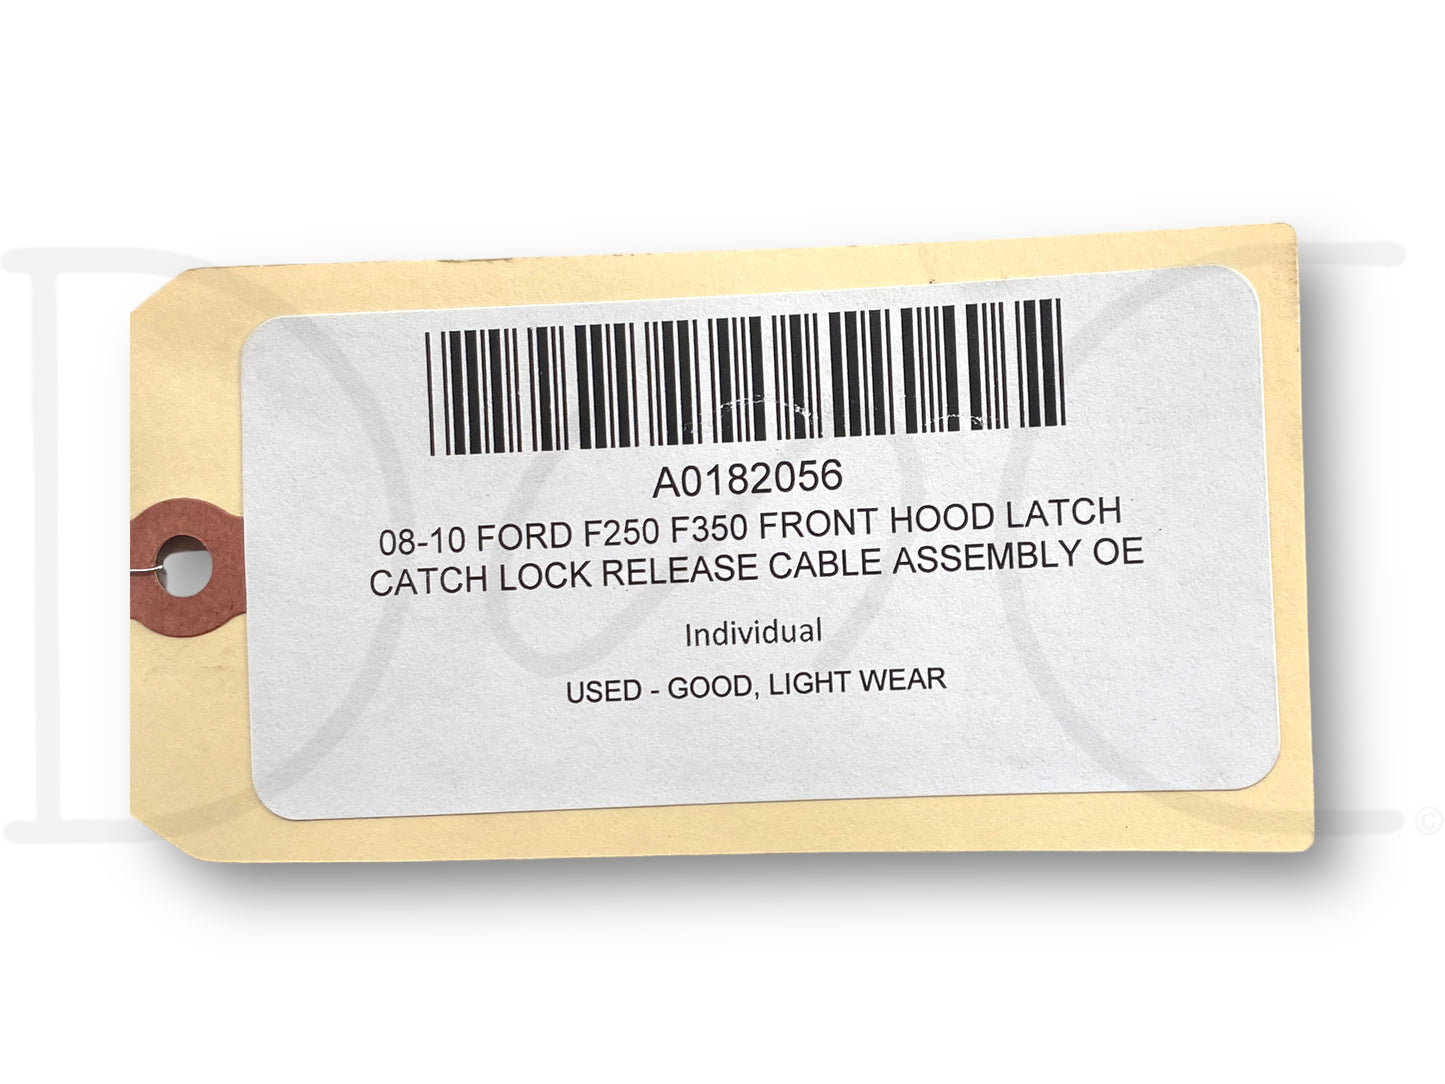 A0182056
08-10 FORD F250 F350 FRONT HOOD LATCH
CATCH LOCK RELEASE CABLE ASSEMBLY OE
Individual
USED - GOOD, LIGHT WEAR
©